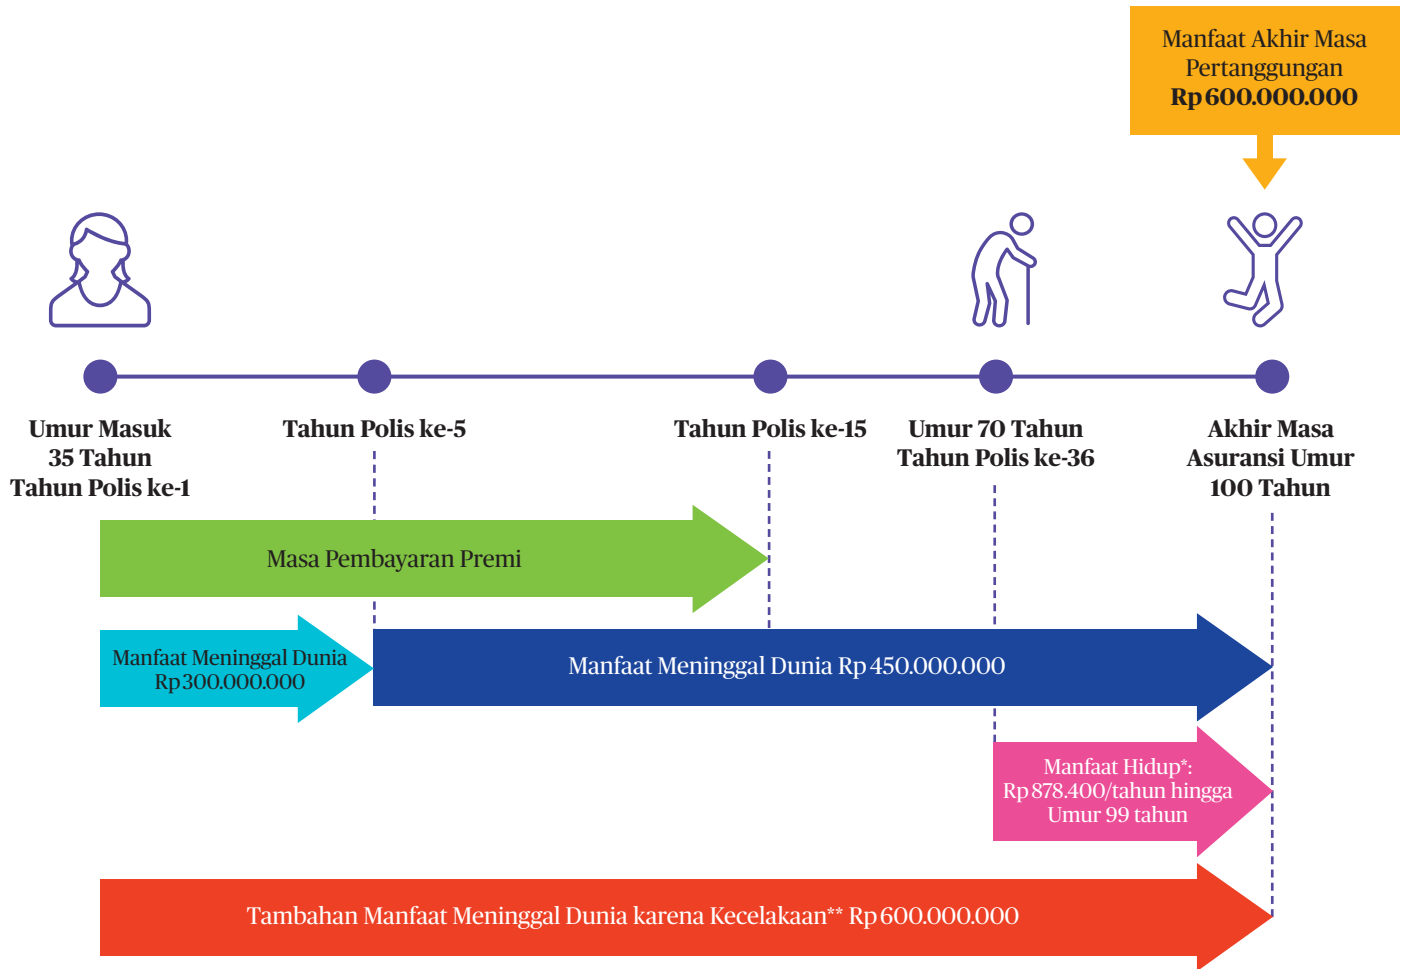 Manfaat Akhir Masa
Pertanggungan
Rp 600.000.000
Umur Masuk
35 Tahun
Tahun Polis ke-1
Tahun Polis ke-5
Tahun Polis ke-15
Umur 70 Tahun
Tahun Polis ke-36
Akhir Masa
Asuransi Umur
100 Tahun
Masa Pembayaran Premi
Manfaat Meninggal Dunia
Rp 300.000.000
Manfaat Meninggal Dunia Rp 450.000.000
Manfaat Hidup*:
Rp 878.400/tahun hingga
Umur 99 tahun
Tambahan Manfaat Meninggal Dunia karena Kecelakaan** Rp 600.000.000